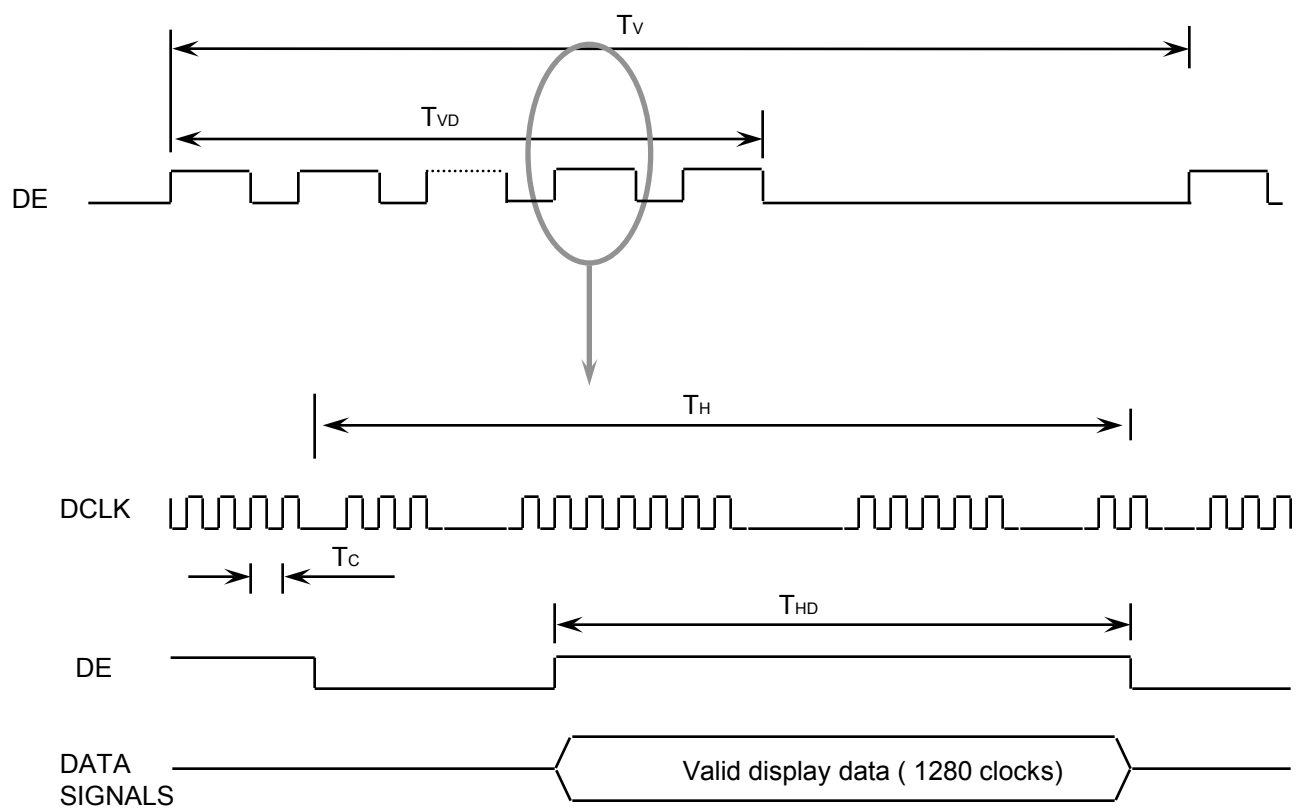 TV
TVD
DE
TH
DCLK
TC
THD
DE
DATA
SIGNALS
Valid display data ( 1280 clocks)